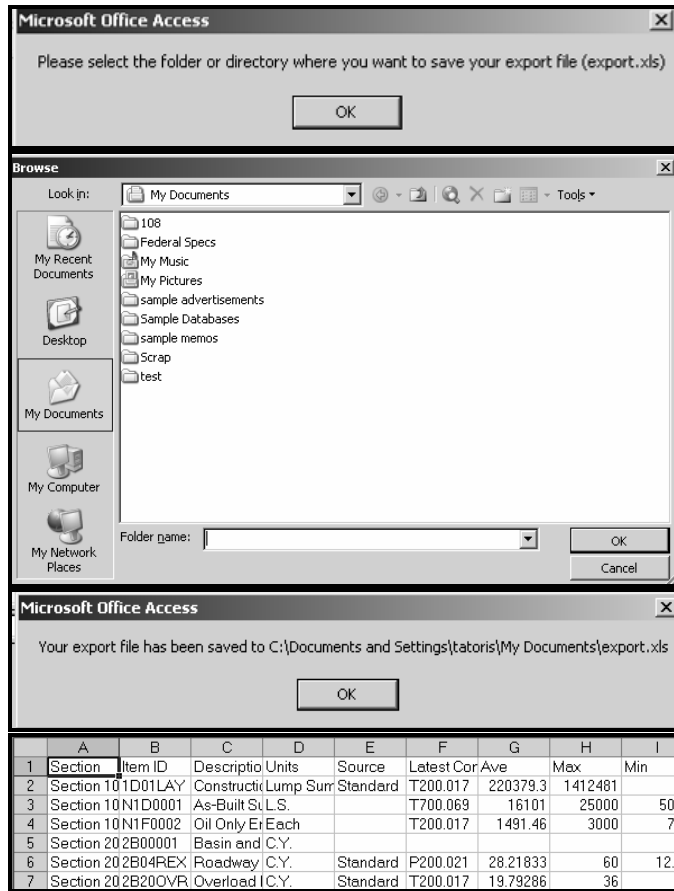 Microsoft Office Access
Please select the folder or directory where you want to save your export file (export.xls)
OK
Browse
Look in: My Documents Tools
108
Federal Specs
My Music
My Pictures
sample advertisements
Sample Databases
sample memos
Scrap
test
My Recent Documents
Desktop
My Documents
My Computer
My Network Places
Folder name:
OK
Cancel
Microsoft Office Access
Your export file has been saved to C:\Documents and Settings\tatoris\My Documents\export.xls
OK
A B C D E F G H I
1 Section Item ID Descriptio Units Source Latest Cor Ave Max Min
2 Section 10 1D01LAY Constructi Lump Sum Standard T200.017 220379.3 1412481
3 Section 10 N1D0001 As-Built Su L.S. T700.069 16101 25000 50
4 Section 10 N1F0002 Oil Only Er Each T200.017 1491.46 3000 7
5 Section 20 2B00001 Basin and C.Y.
6 Section 20 2B04REX Roadway C.Y. Standard P200.021 28.21833 60 12.
7 Section 20 2B20OVR Overload C.Y. Standard T200.017 19.79286 36